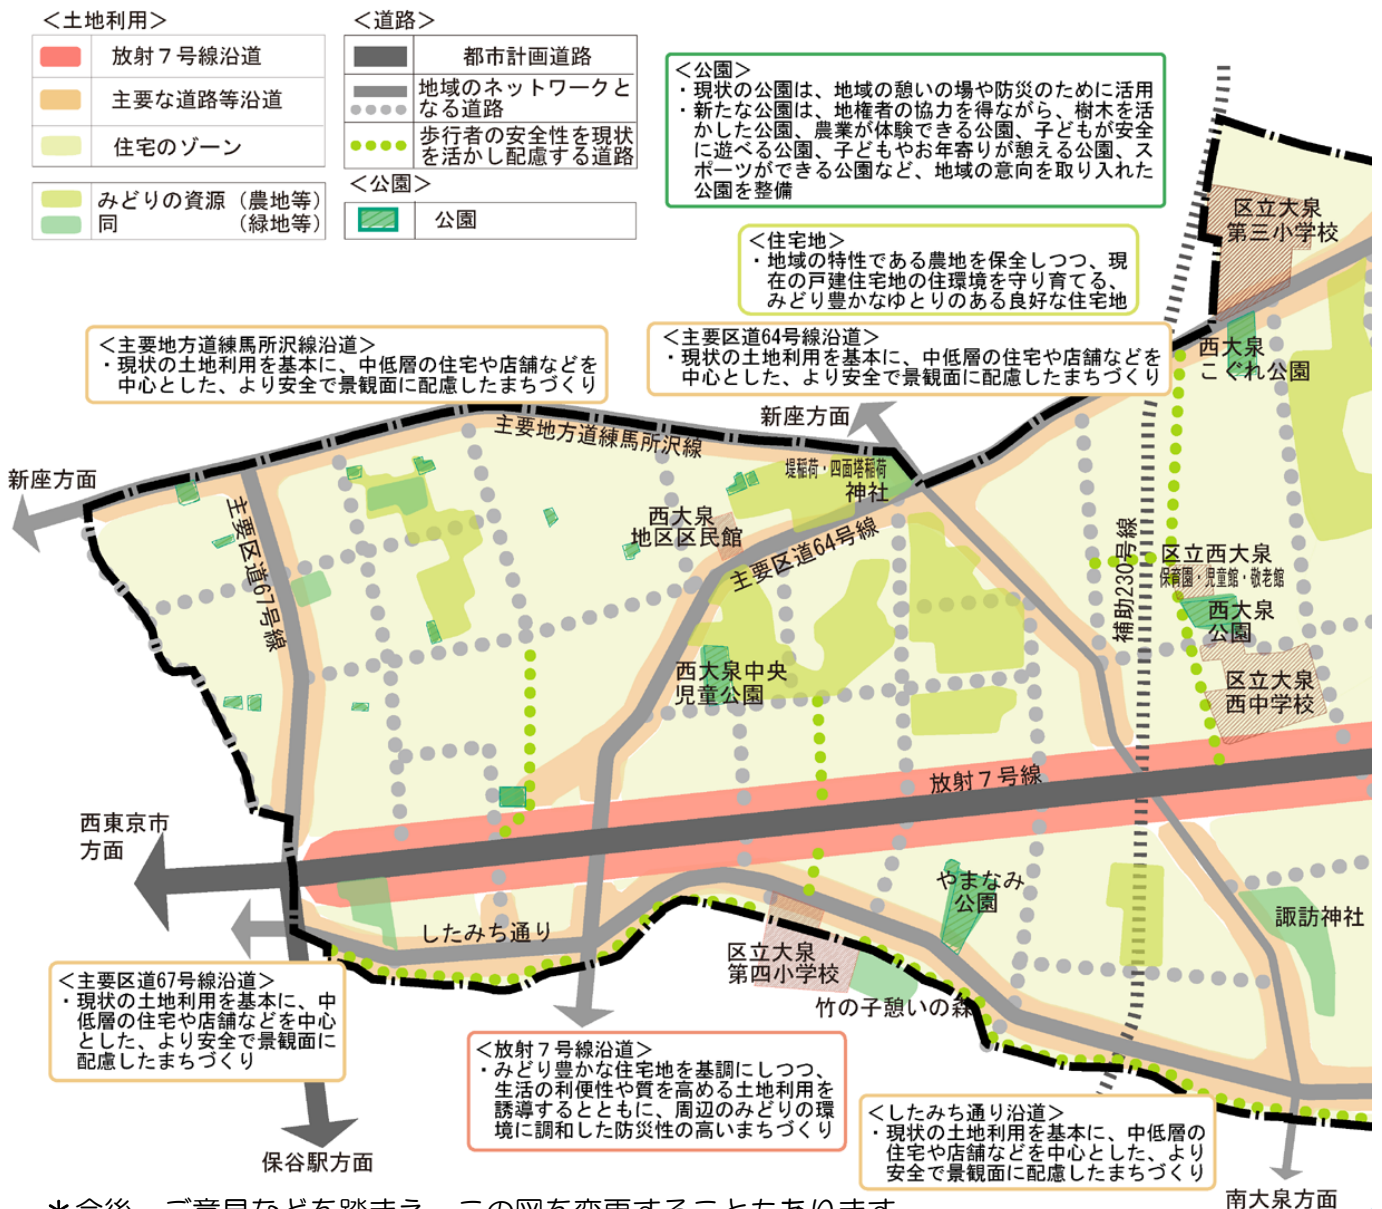 ＜土地利用＞
放射７号線沿道
主要な道路等沿道
住宅のゾーン
みどりの資源（農地等）
同　　　　　（緑地等）
＜道路＞
都市計画道路
地域のネットワークと
なる道路
歩行者の安全性を現状
を活かし配慮する道路
＜公園＞
公園
＜公園＞
・現状の公園は、地域の憩いの場や防災のために活用
・新たな公園は、地権者の協力を得ながら、樹木を活
かした公園、農業が体験できる公園、子どもが安全
に遊べる公園、子どもやお年寄りが憩える公園、ス
ポーツができる公園など、地域の意向を取り入れた
公園を整備
＜住宅地＞
・地域の特性である農地を保全しつつ、現
在の戸建住宅地の住環境を守り育てる、
みどり豊かなゆとりのある良好な住宅地
＜主要地方道練馬所沢線沿道＞
・現状の土地利用を基本に、中低層の住宅や店舗などを
中心とした、より安全で景観面に配慮したまちづくり
＜主要区道64号線沿道＞
・現状の土地利用を基本に、中低層の住宅や店舗などを
中心とした、より安全で景観面に配慮したまちづくり
区立大泉
第三小学校
西大泉
こぐれ公園
新座方面
主要地方道練馬所沢線
新座方面
堤稲荷・四面塔稲荷
神社
西大泉
地区区民館
主要区道64号線
主要区道67号線
補助230号線
区立西大泉
保育園・児童館・敬老館
西大泉
公園
西大泉中央
児童公園
区立大泉
西中学校
放射７号線
西東京市
方面
やまなみ
公園
諏訪神社
したみち通り
区立大泉
第四小学校
竹の子憩いの森
＜主要区道67号線沿道＞
・現状の土地利用を基本に、中
低層の住宅や店舗などを中心
とした、より安全で景観面に
配慮したまちづくり
＜放射７号線沿道＞
・みどり豊かな住宅地を基調にしつつ、
生活の利便性や質を高める土地利用を
誘導するとともに、周辺のみどりの環
境に調和した防災性の高いまちづくり
＜したみち通り沿道＞
・現状の土地利用を基本に、中低層の
住宅や店舗などを中心とした、より
安全で景観面に配慮したまちづくり
保谷駅方面
南大泉方面
＊今後、ご意見などを踏まえ、この図を変更することもあります